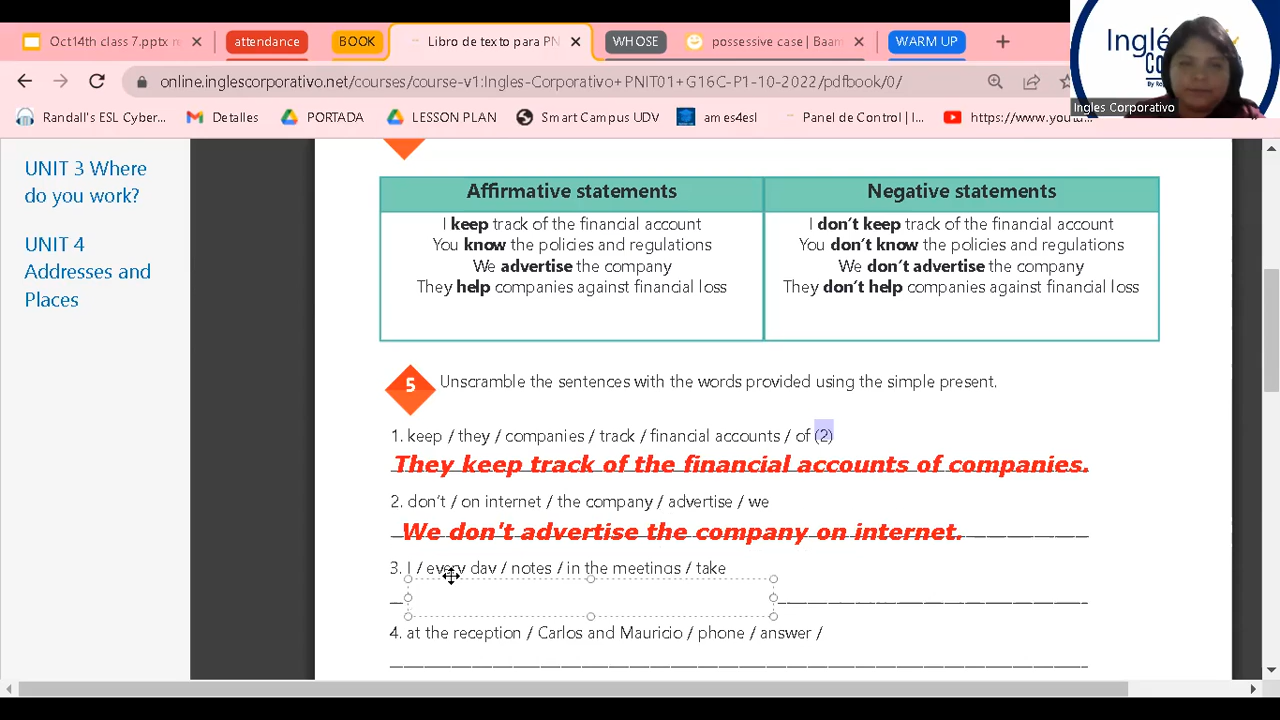 Oct14th class 7.pptx
attendance
BOOK
Libro de texto para PN
WHOSE
possessive case | Baam
WARM UP
online.inglescorporativo.net/courses/course-v1:Ingles-Corporativo+PNIT01+G16C-P1-10-2022/pdfbook/0/
Ingles Corporativo
Randall's ESL Cyber...
Detalles
PORTADA
LESSON PLAN
Smart Campus UDV
ames4esl
Panel de Control | I...
https://www.yout
UNIT 3 Where
do you work?
UNIT 4
Addresses and
Places
Affirmative statements
I keep track of the financial account
You know the policies and regulations
We advertise the company
They help companies against financial loss
Negative statements
I don't keep track of the financial account
You don't know the policies and regulations
We don't advertise the company
They don't help companies against financial loss
5 Unscramble the sentences with the words provided using the simple present.
1. keep / they / companies / track / financial accounts / of (2)
They keep track of the financial accounts of companies.
2. don't / on internet / the company / advertise / we
We don't advertise the company on internet.
3. I / every day / notes / in the meetings / take
4. at the reception / Carlos and Mauricio / phone / answer /